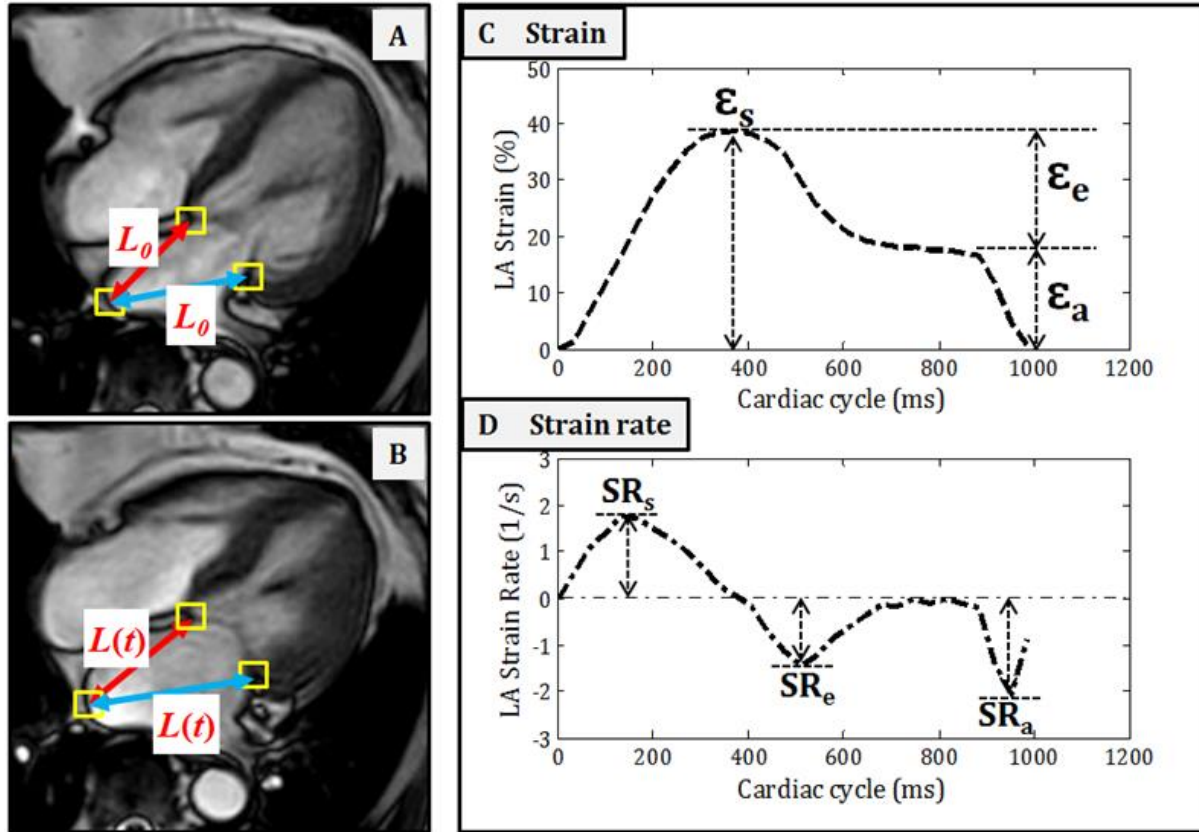 A
L0
L0
B
L(t)
L(t)
C Strain
50
40
30
20
10
0
LA Strain (%)
εs
εe
εa
0 200 400 600 800 1000 1200
Cardiac cycle (ms)
D Strain rate
3
2
1
0
-1
-2
-3
LA Strain Rate (1/s)
SRs
SRe
SRa
0 200 400 600 800 1000 1200
Cardiac cycle (ms)